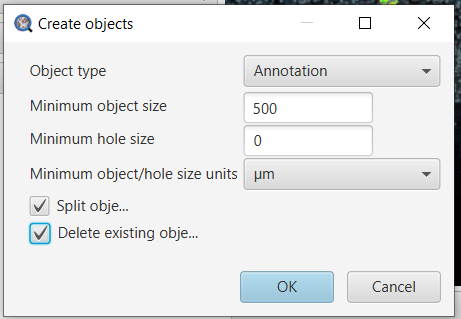 Create objects
Object type Annotation
Minimum object size 500
Minimum hole size 0
Minimum object/hole size units µm
Split obje...
Delete existing obje...
OK Cancel